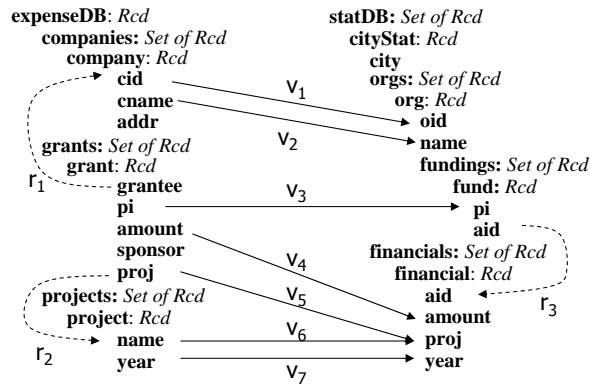 expenseDB: Rcd
companies: Set of Rcd
company: Rcd
cid
cname
addr
grants: Set of Rcd
grant: Rcd
grantee
pi
amount
sponsor
proj
projects: Set of Rcd
project: Rcd
name
year
r1
r2
v1
v2
v3
v4
v5
v6
v7
statDB: Set of Rcd
cityStat: Rcd
city
orgs: Set of Rcd
org: Rcd
oid
name
fundings: Set of Rcd
fund: Rcd
pi
aid
financials: Set of Rcd
financial: Rcd
aid
amount
proj
year
r3